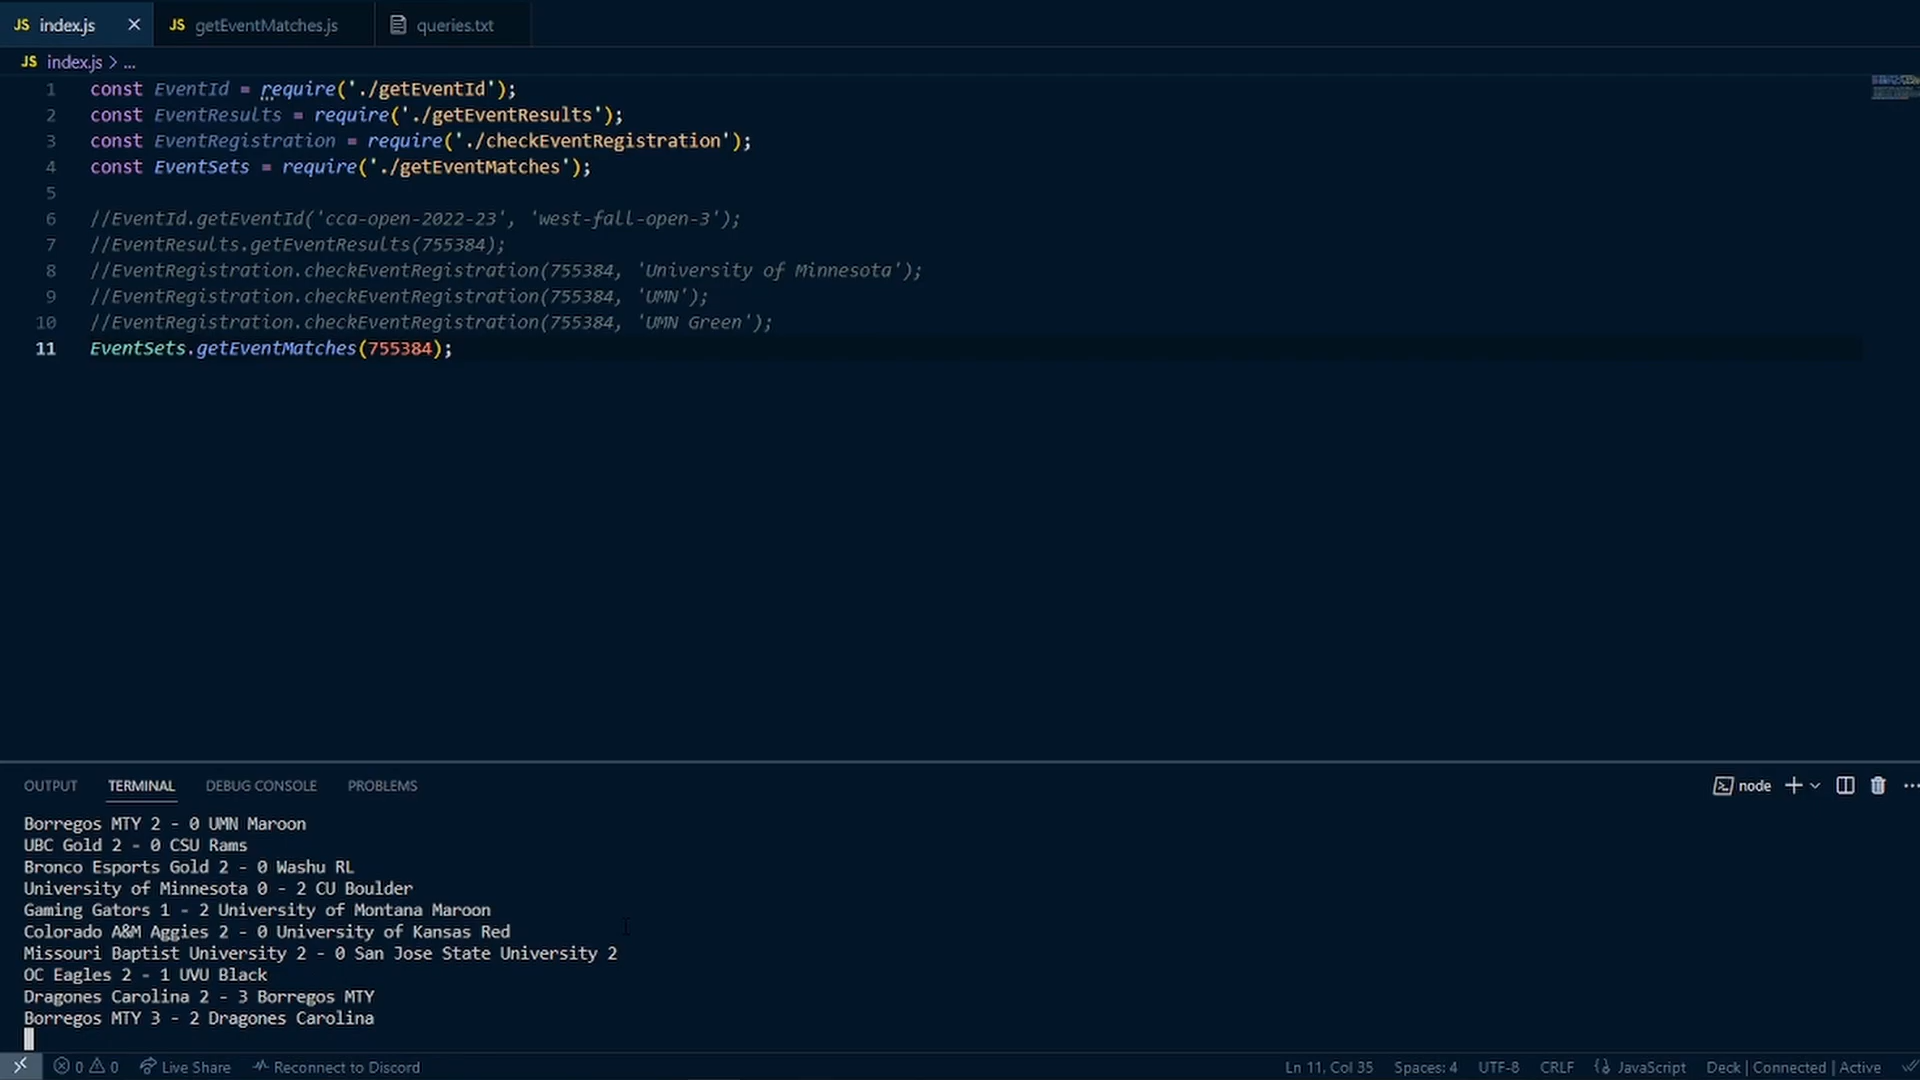 JS index.js × JS getEventMatches.js queries.txt
JS index.js > ...
1 const EventId = require('./getEventId');
2 const EventResults = require('./getEventResults');
3 const EventRegistration = require('./checkEventRegistration');
4 const EventSets = require('./getEventMatches');
5
6 //EventId.getEventId('cca-open-2022-23', 'west-fall-open-3');
7 //EventResults.getEventResults(755384);
8 //EventRegistration.checkEventRegistration(755384, 'University of Minnesota');
9 //EventRegistration.checkEventRegistration(755384, 'UMN');
10 //EventRegistration.checkEventRegistration(755384, 'UMN Green');
11 EventSets.getEventMatches(755384);
OUTPUT TERMINAL DEBUG CONSOLE PROBLEMS node
Borregos MTY 2 - 0 UMN Maroon
UBC Gold 2 - 0 CSU Rams
Bronco Esports Gold 2 - 0 Washu RL
University of Minnesota 0 - 2 CU Boulder
Gaming Gators 1 - 2 University of Montana Maroon
Colorado A&M Aggies 2 - 0 University of Kansas Red
Missouri Baptist University 2 - 0 San Jose State University 2
OC Eagles 2 - 1 UVU Black
Dragones Carolina 2 - 3 Borregos MTY
Borregos MTY 3 - 2 Dragones Carolina
0 0 Live Share Reconnect to Discord Ln 11, Col 35 Spaces: 4 UTF-8 CRLF JavaScript Deck | Connected | Active